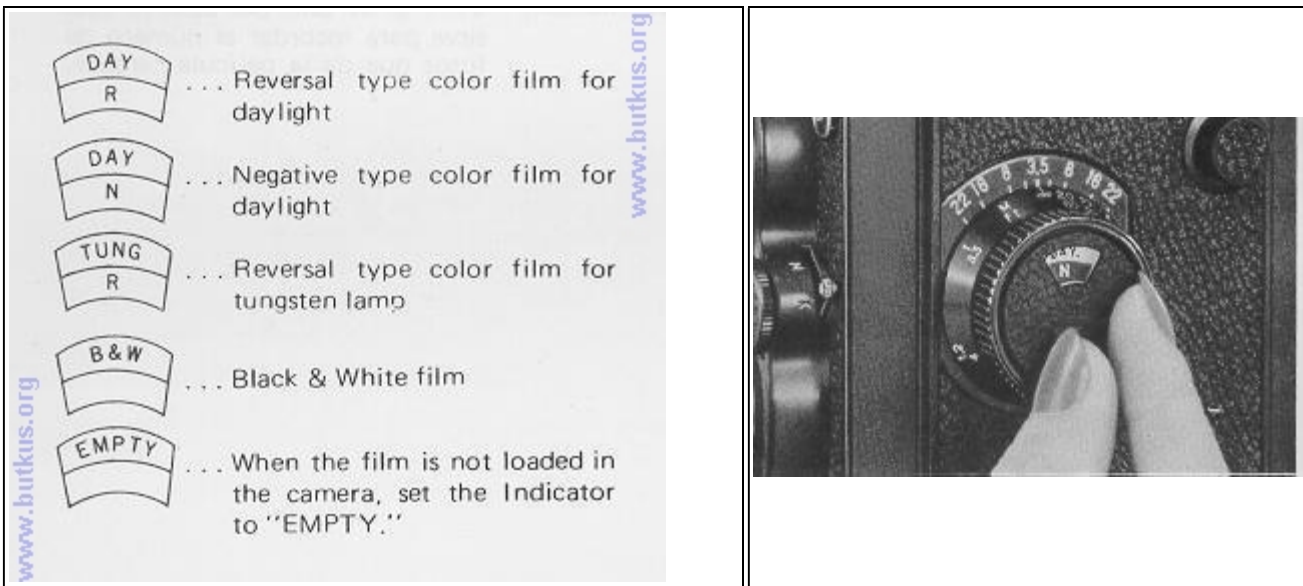 www.butkus.org
DAY
R
... Reversal type color film for
daylight
DAY
N
... Negative type color film for
daylight
TUNG
R
... Reversal type color film for
tungsten lamp
B & W
... Black & White film
EMPTY
... When the film is not loaded in
the camera, set the Indicator
to "EMPTY."
www.butkus.org
22 16 8 3.5 8 16 22
N